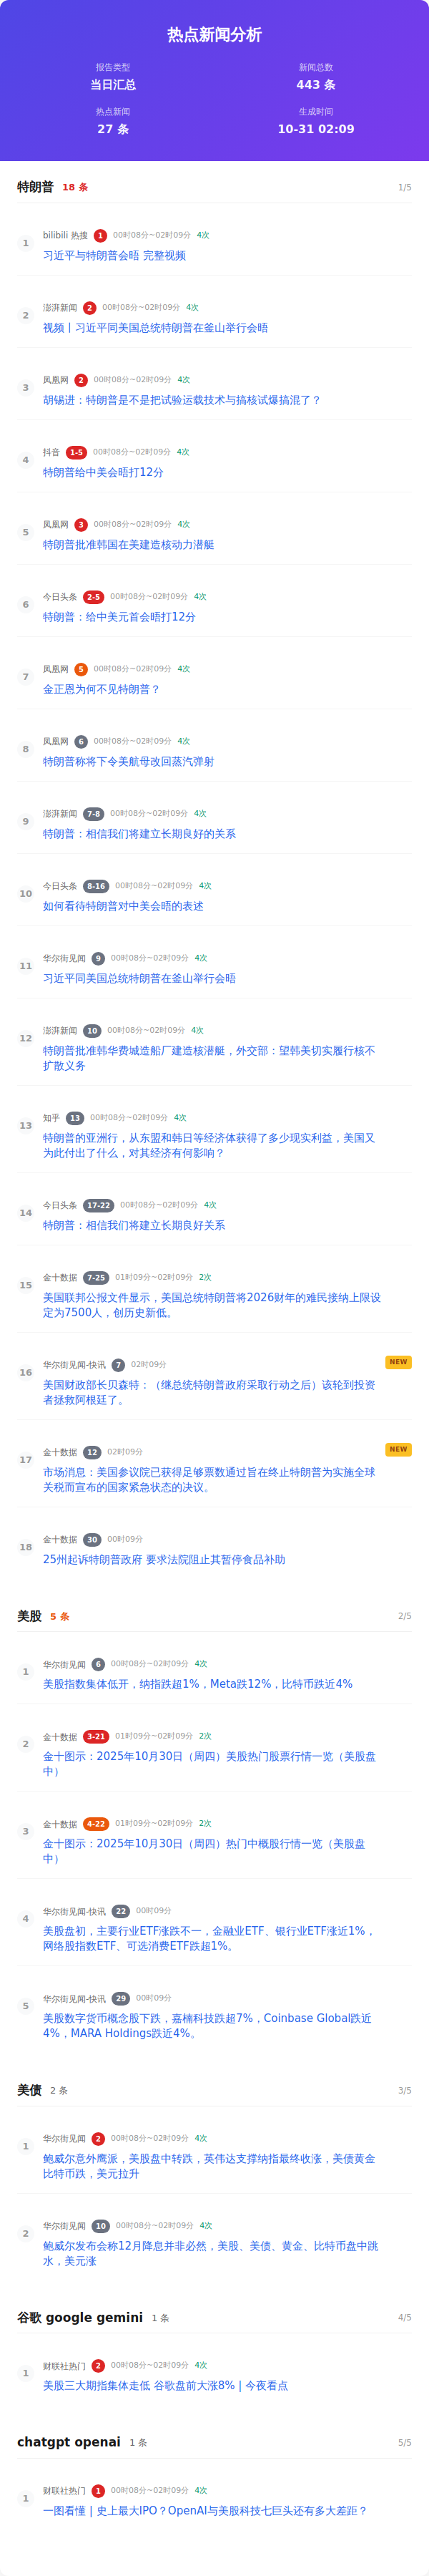 热点新闻分析
报告类型
新闻总数
当日汇总
443 条
热点新闻
生成时间
27 条
10-31 02:09
特朗普 18 条 1/5
1 bilibili 热搜 1 00时08分~02时09分 4次
习近平与特朗普会晤 完整视频
2 澎湃新闻 2 00时08分~02时09分 4次
视频丨习近平同美国总统特朗普在釜山举行会晤
3 凤凰网 2 00时08分~02时09分 4次
胡锡进：特朗普是不是把试验运载技术与搞核试爆搞混了？
4 抖音 1-5 00时08分~02时09分 4次
特朗普给中美会晤打12分
5 凤凰网 3 00时08分~02时09分 4次
特朗普批准韩国在美建造核动力潜艇
6 今日头条 2-5 00时08分~02时09分 4次
特朗普：给中美元首会晤打12分
7 凤凰网 5 00时08分~02时09分 4次
金正恩为何不见特朗普？
8 凤凰网 6 00时08分~02时09分 4次
特朗普称将下令美航母改回蒸汽弹射
9 澎湃新闻 7-8 00时08分~02时09分 4次
特朗普：相信我们将建立长期良好的关系
10 今日头条 8-16 00时08分~02时09分 4次
如何看待特朗普对中美会晤的表述
11 华尔街见闻 9 00时08分~02时09分 4次
习近平同美国总统特朗普在釜山举行会晤
12 澎湃新闻 10 00时08分~02时09分 4次
特朗普批准韩华费城造船厂建造核潜艇，外交部：望韩美切实履行核不
扩散义务
13 知乎 13 00时08分~02时09分 4次
特朗普的亚洲行，从东盟和韩日等经济体获得了多少现实利益，美国又
为此付出了什么，对其经济有何影响？
14 今日头条 17-22 00时08分~02时09分 4次
特朗普：相信我们将建立长期良好关系
15 金十数据 7-25 01时09分~02时09分 2次
美国联邦公报文件显示，美国总统特朗普将2026财年的难民接纳上限设
定为7500人，创历史新低。
16 华尔街见闻-快讯 7 02时09分 NEW
美国财政部长贝森特：（继总统特朗普政府采取行动之后）该轮到投资
者拯救阿根廷了。
17 金十数据 12 02时09分 NEW
市场消息：美国参议院已获得足够票数通过旨在终止特朗普为实施全球
关税而宣布的国家紧急状态的决议。
18 金十数据 30 00时09分
25州起诉特朗普政府 要求法院阻止其暂停食品补助
美股 5 条 2/5
1 华尔街见闻 6 00时08分~02时09分 4次
美股指数集体低开，纳指跌超1%，Meta跌12%，比特币跌近4%
2 金十数据 3-21 01时09分~02时09分 2次
金十图示：2025年10月30日（周四）美股热门股票行情一览（美股盘
中）
3 金十数据 4-22 01时09分~02时09分 2次
金十图示：2025年10月30日（周四）热门中概股行情一览（美股盘
中）
4 华尔街见闻-快讯 22 00时09分
美股盘初，主要行业ETF涨跌不一，金融业ETF、银行业ETF涨近1%，
网络股指数ETF、可选消费ETF跌超1%。
5 华尔街见闻-快讯 29 00时09分
美股数字货币概念股下跌，嘉楠科技跌超7%，Coinbase Global跌近
4%，MARA Holdings跌近4%。
美债 2 条 3/5
1 华尔街见闻 2 00时08分~02时09分 4次
鲍威尔意外鹰派，美股盘中转跌，英伟达支撑纳指最终收涨，美债黄金
比特币跌，美元拉升
2 华尔街见闻 10 00时08分~02时09分 4次
鲍威尔发布会称12月降息并非必然，美股、美债、黄金、比特币盘中跳
水，美元涨
谷歌 google gemini 1 条 4/5
1 财联社热门 2 00时08分~02时09分 4次
美股三大期指集体走低 谷歌盘前大涨8% | 今夜看点
chatgpt openai 1 条 5/5
1 财联社热门 1 00时08分~02时09分 4次
一图看懂 | 史上最大IPO？OpenAI与美股科技七巨头还有多大差距？